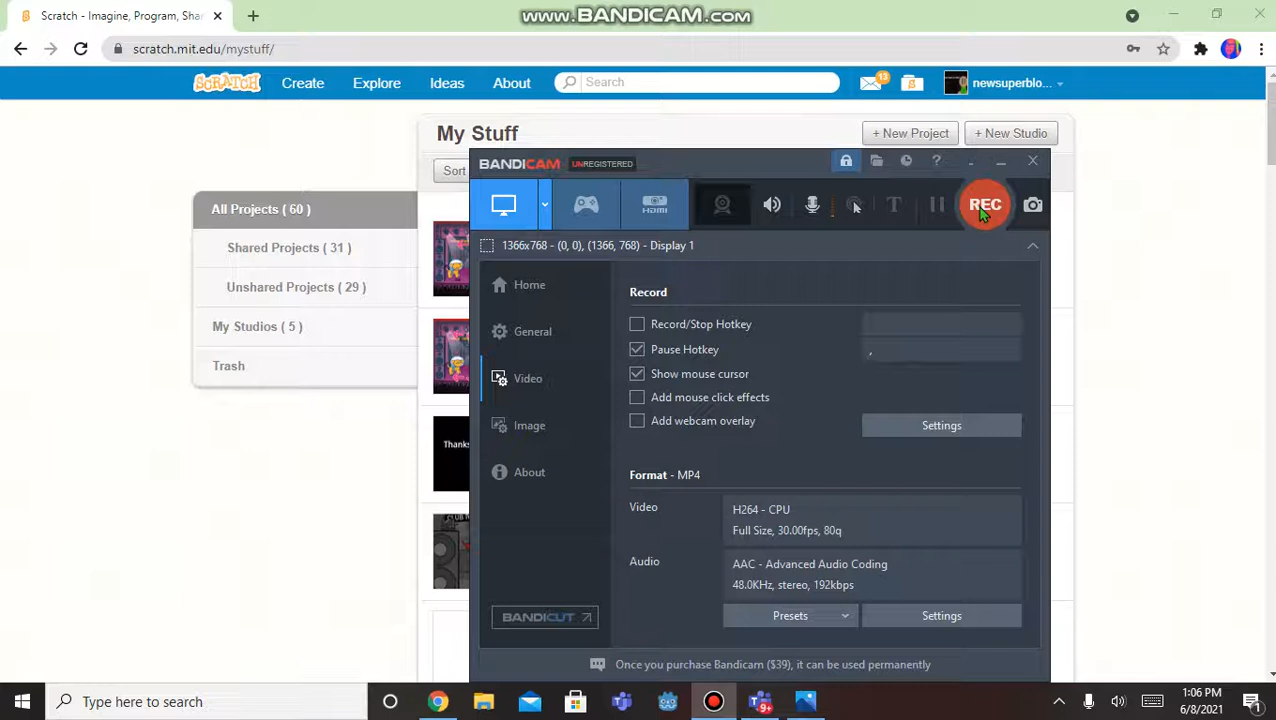 Scratch - Imagine, Program, Shar
www.BANDICAM.com
scratch.mit.edu/mystuff/
SCRATCH
Create
Explore
Ideas
About
Search
13
newsuperblo...
My Stuff
+ New Project
+ New Studio
Sort
All Projects ( 60 )
Shared Projects ( 31 )
Unshared Projects ( 29 )
My Studios ( 5 )
Trash
Thanks
BANDICAM UNREGISTERED
HDMI
REC
1366x768 - (0, 0), (1366, 768) - Display 1
Home
General
Video
Image
About
BANDICUT
Record
Record/Stop Hotkey
Pause Hotkey
,
Show mouse cursor
Add mouse click effects
Add webcam overlay
Settings
Format - MP4
Video
H264 - CPU
Full Size, 30.00fps, 80q
Audio
AAC - Advanced Audio Coding
48.0KHz, stereo, 192kbps
Presets
Settings
Once you purchase Bandicam ($39), it can be used permanently
Type here to search
9+
1:06 PM
6/8/2021
1